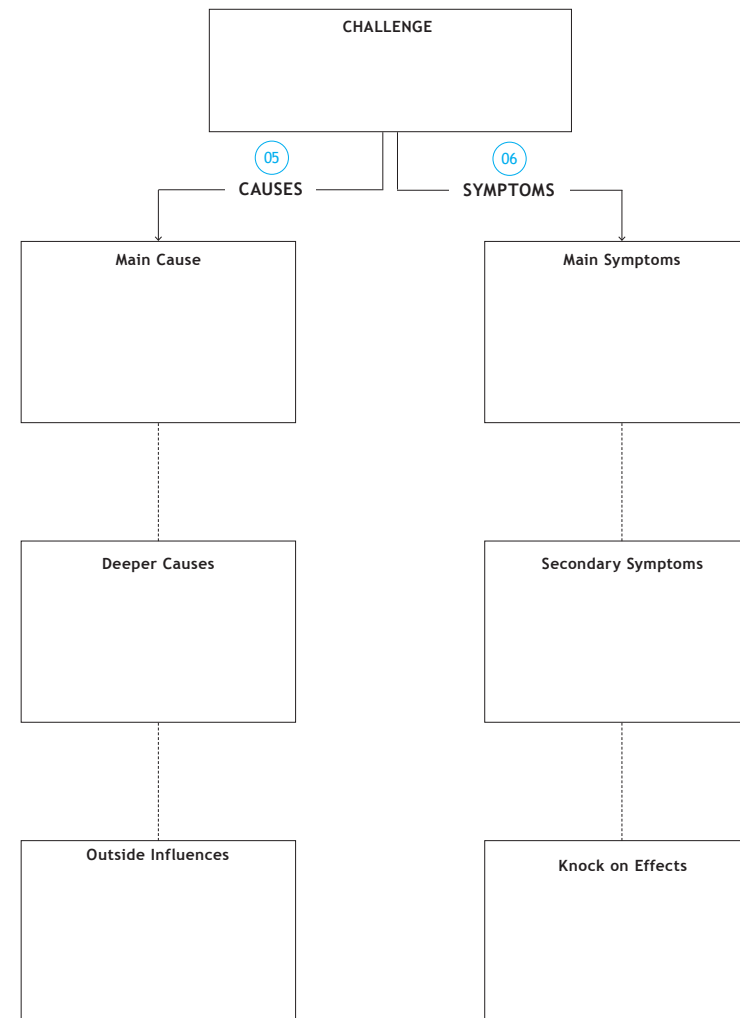 CHALLENGE
05
06
CAUSES
SYMPTOMS
Main Cause
Main Symptoms
Deeper Causes
Secondary Symptoms
Outside Influences
Knock on Effects